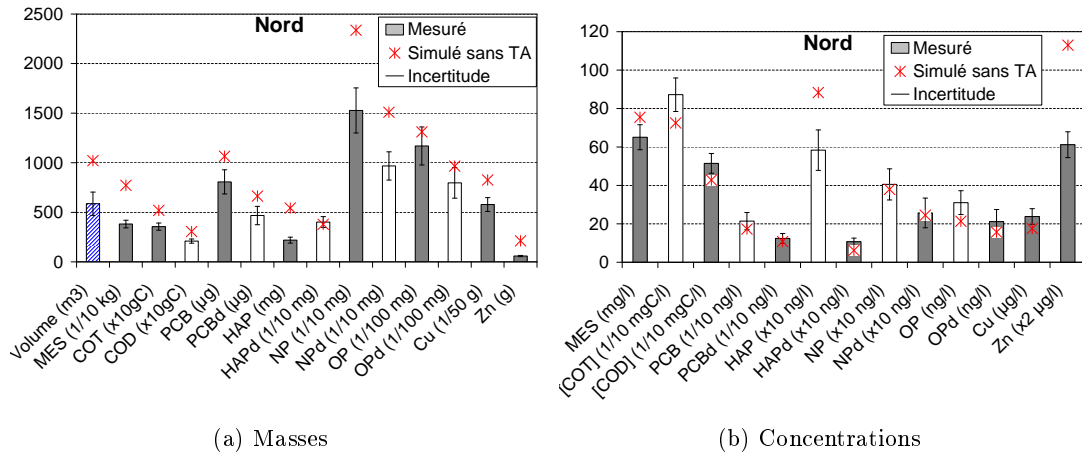 Nord
Mesuré
Simulé sans TA
Incertitude
2500
2000
1500
1000
500
0
Volume (m3)
MES (1/10 kg)
COT (x10gC)
COD (x10gC)
PCB (µg)
PCBd (µg)
HAP (mg)
HAPd (1/10 mg)
NP (1/10 mg)
NPd (1/10 mg)
OP (1/100 mg)
OPd (1/100 mg)
Cu (1/50 g)
Zn (g)
(a) Masses
Nord
Mesuré
Simulé sans TA
Incertitude
120
100
80
60
40
20
0
MES (mg/l)
[COT] (1/10 mgC/l)
[COD] (1/10 mgC/l)
PCB (1/10 ng/l)
PCBd (1/10 ng/l)
HAP (x10 ng/l)
HAPd (x10 ng/l)
NP (x10 ng/l)
NPd (x10 ng/l)
OP (ng/l)
OPd (ng/l)
Cu (µg/l)
Zn (x2 µg/l)
(b) Concentrations